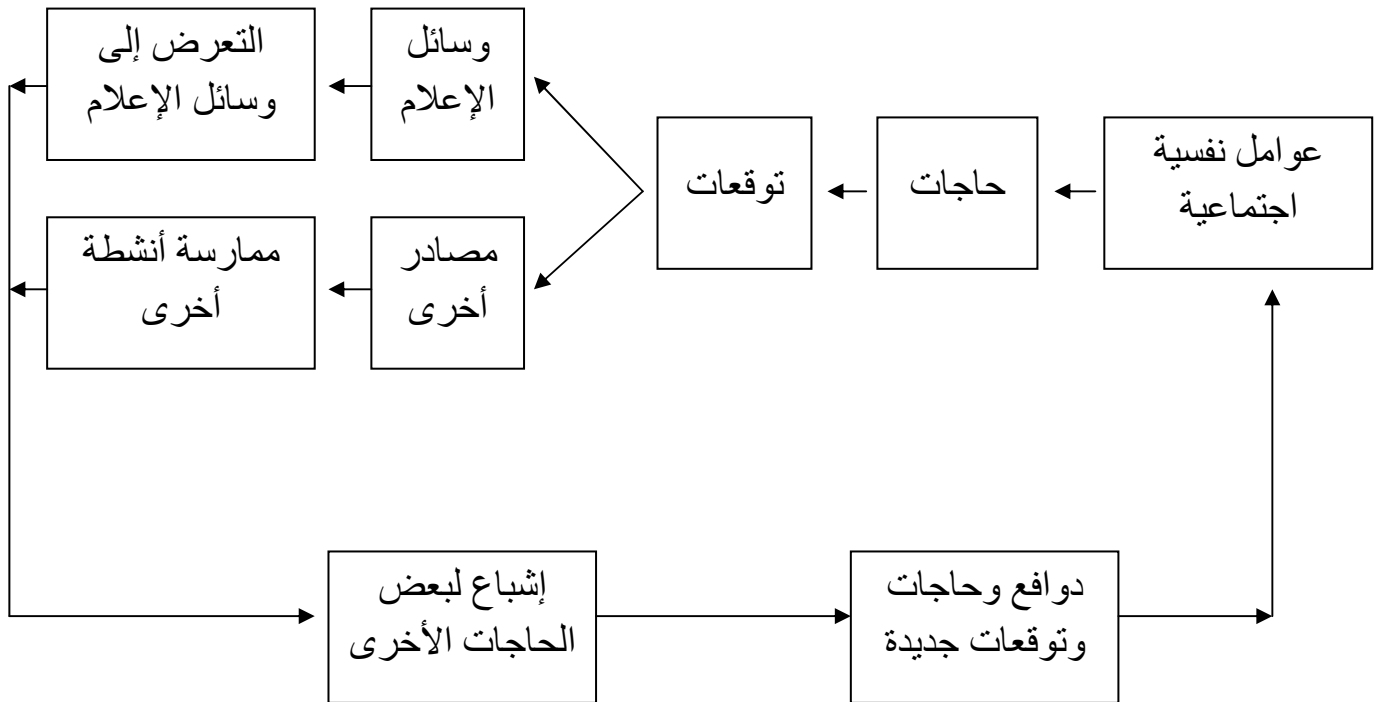 عوامل نفسية
اجتماعية
حاجات
توقعات
وسائل
الإعلام
التعرض إلى
وسائل الإعلام
مصادر
أخرى
ممارسة أنشطة
أخرى
إشباع لبعض
الحاجات الأخرى
دوافع وحاجات
وتوقعات جديدة